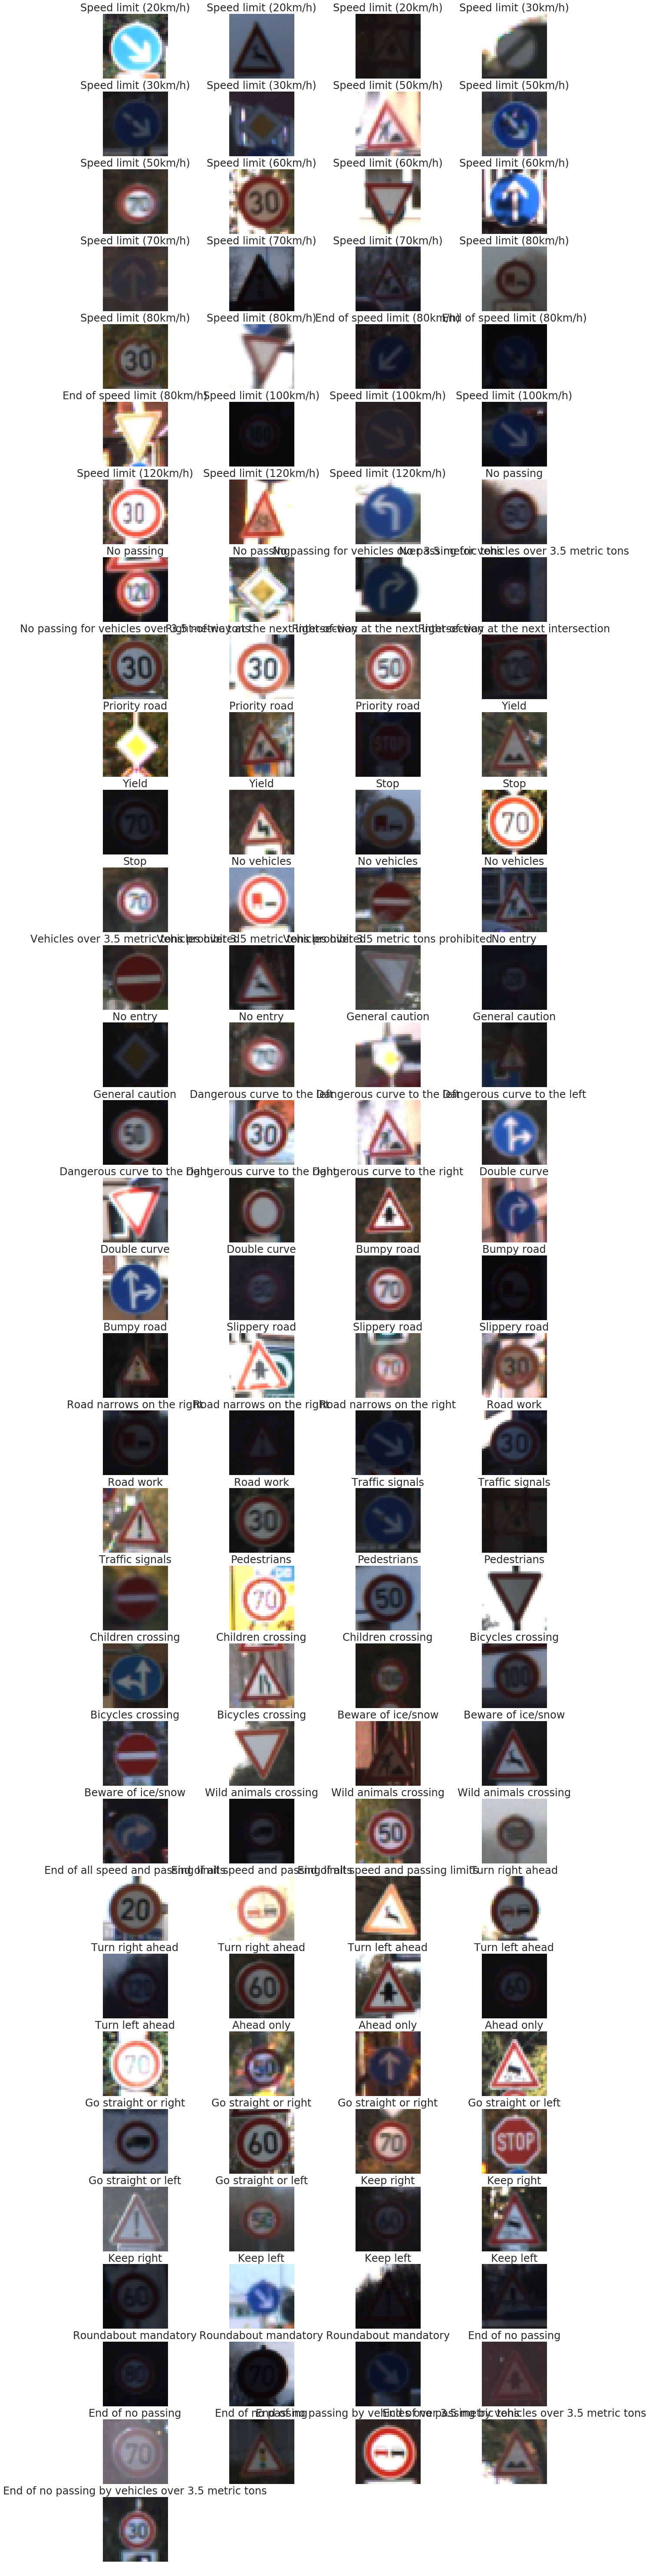 Speed limit (20km/h) Speed limit (20km/h) Speed limit (20km/h) Speed limit (30km/h)
Speed limit (30km/h) Speed limit (30km/h) Speed limit (50km/h) Speed limit (50km/h)
Speed limit (50km/h) Speed limit (60km/h) Speed limit (60km/h) Speed limit (60km/h)
70 30
Speed limit (70km/h) Speed limit (70km/h) Speed limit (70km/h) Speed limit (80km/h)
Speed limit (80km/h) Speed limit (80km/h) End of speed limit (80km/h) End of speed limit (80km/h)
30
End of speed limit (80km/h) Speed limit (100km/h) Speed limit (100km/h) Speed limit (100km/h)
100
Speed limit (120km/h) Speed limit (120km/h) Speed limit (120km/h) No passing
30 80
No passing No passing No passing for vehicles over 3.5 metric tons No passing for vehicles over 3.5 metric tons
120
No passing for vehicles over 3.5 metric tons Right-of-way at the next intersection Right-of-way at the next intersection Right-of-way at the next intersection
30 30 50 120
Priority road Priority road Priority road Yield
STOP
Yield Yield Stop Stop
70 70
Stop No vehicles No vehicles No vehicles
70
Vehicles over 3.5 metric tons prohibited Vehicles over 3.5 metric tons prohibited Vehicles over 3.5 metric tons prohibited No entry
No entry No entry General caution General caution
70
General caution Dangerous curve to the left Dangerous curve to the left Dangerous curve to the left
50 30
Dangerous curve to the right Dangerous curve to the right Dangerous curve to the right Double curve
Double curve Double curve Bumpy road Bumpy road
70
Bumpy road Slippery road Slippery road Slippery road
70 30
Road narrows on the right Road narrows on the right Road narrows on the right Road work
30
Road work Road work Traffic signals Traffic signals
30
Traffic signals Pedestrians Pedestrians Pedestrians
70 50
Children crossing Children crossing Children crossing Bicycles crossing
100
Bicycles crossing Bicycles crossing Beware of ice/snow Beware of ice/snow
Beware of ice/snow Wild animals crossing Wild animals crossing Wild animals crossing
50
End of all speed and passing limits End of all speed and passing limits End of all speed and passing limits Turn right ahead
20
Turn right ahead Turn right ahead Turn left ahead Turn left ahead
120 60 60
Turn left ahead Ahead only Ahead only Ahead only
70 50
Go straight or right Go straight or right Go straight or right Go straight or left
60 70 STOP
Go straight or left Go straight or left Keep right Keep right
60
Keep right Keep left Keep left Keep left
60
Roundabout mandatory Roundabout mandatory Roundabout mandatory End of no passing
80 70
End of no passing End of no passing End of no passing by vehicles over 3.5 metric tons End of no passing by vehicles over 3.5 metric tons
70
End of no passing by vehicles over 3.5 metric tons
30